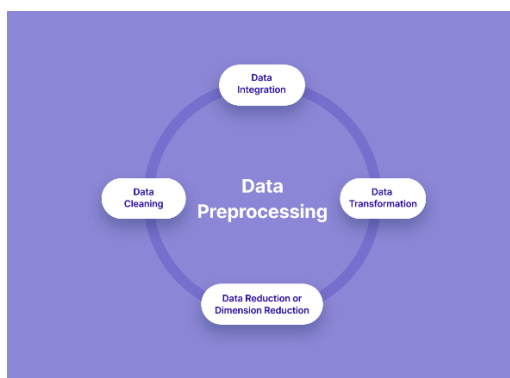 Data
Integration
Data
Cleaning
Data
Preprocessing
Data
Transformation
Data Reduction or
Dimension Reduction